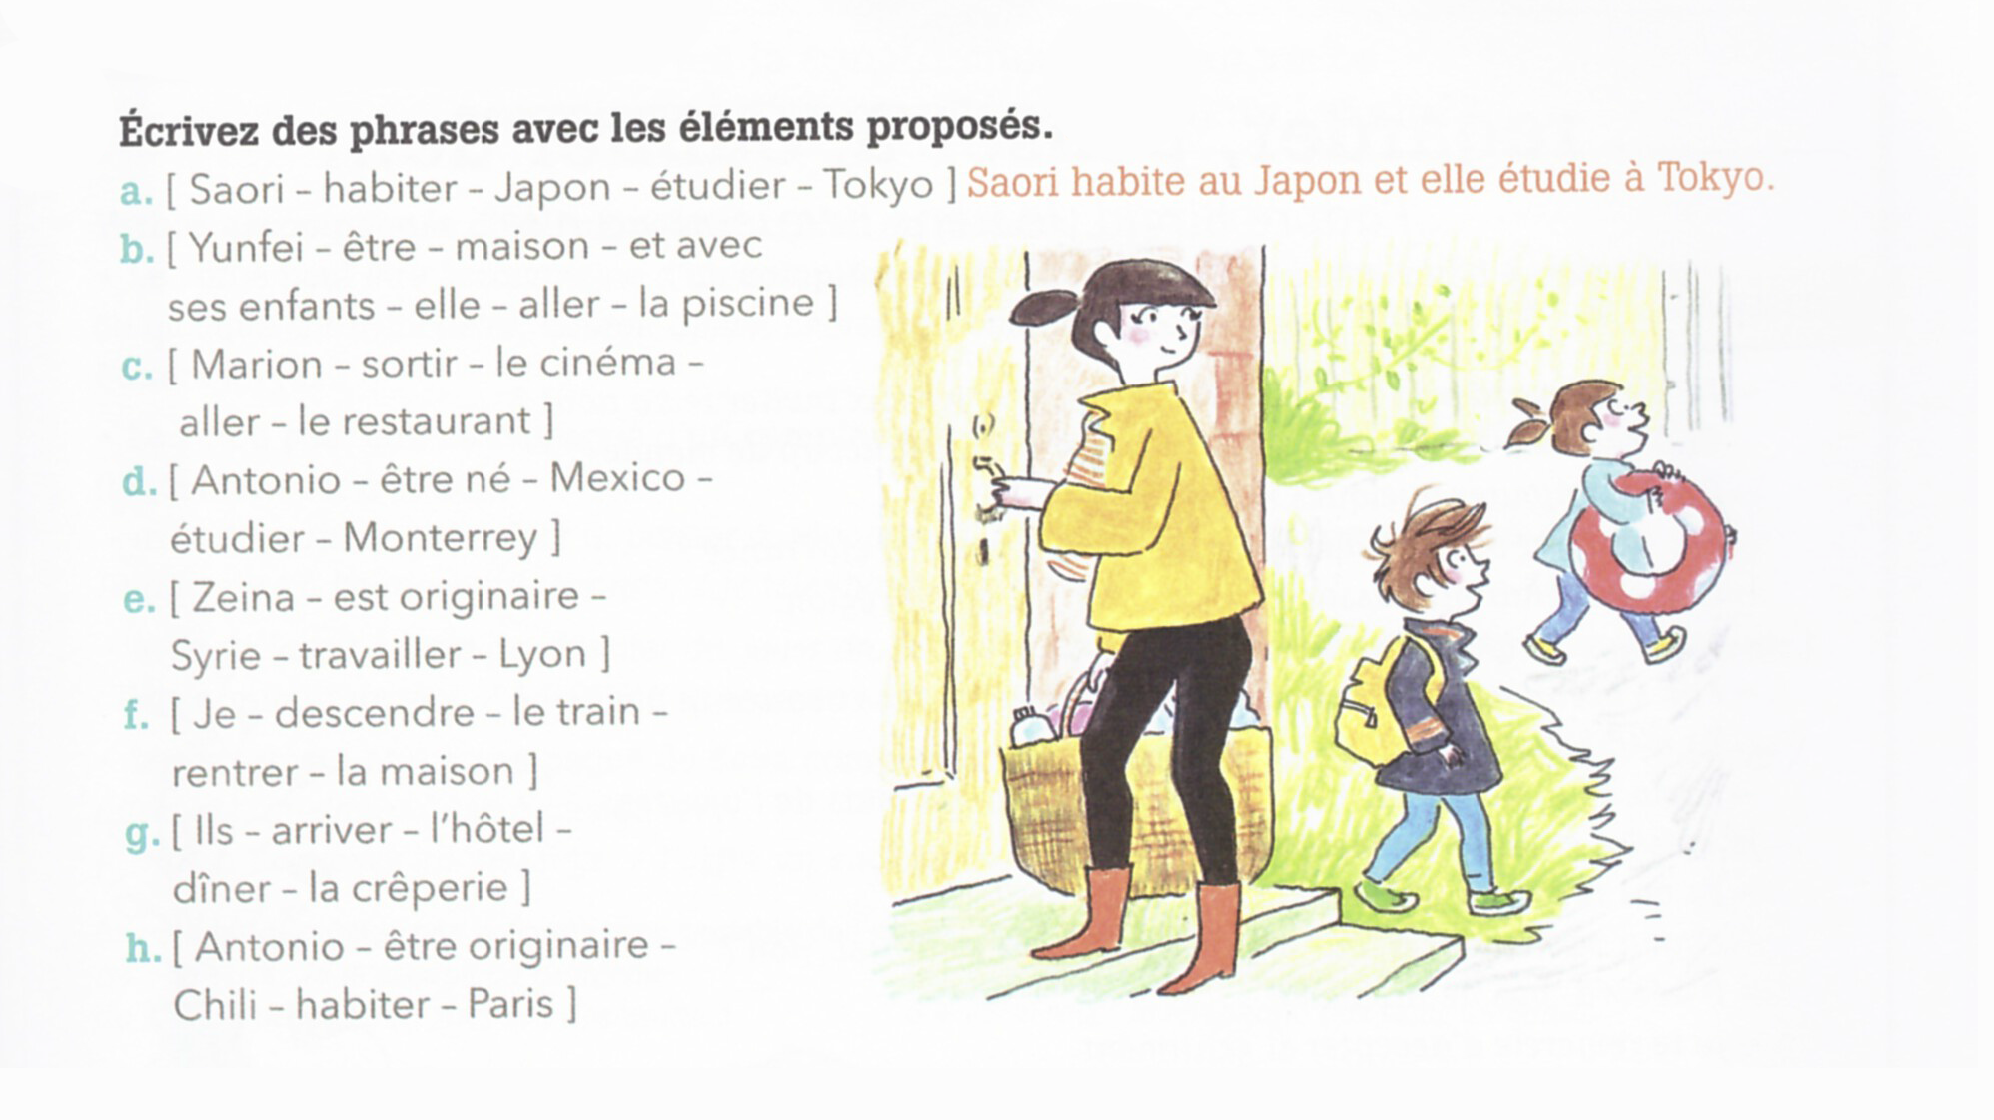 Écrivez des phrases avec les éléments proposés.
a. [ Saori – habiter – Japon – étudier – Tokyo ] Saori habite au Japon et elle étudie à Tokyo.
b. [ Yunfei – être – maison – et avec
ses enfants – elle – aller – la piscine ]
c. [ Marion – sortir – le cinéma –
aller – le restaurant ]
d. [ Antonio – être né – Mexico –
étudier – Monterrey ]
e. [ Zeina – est originaire –
Syrie – travailler – Lyon ]
f. [ Je – descendre – le train –
rentrer – la maison ]
g. [ Ils – arriver – l'hôtel –
dîner – la crêperie ]
h. [ Antonio – être originaire –
Chili – habiter – Paris ]